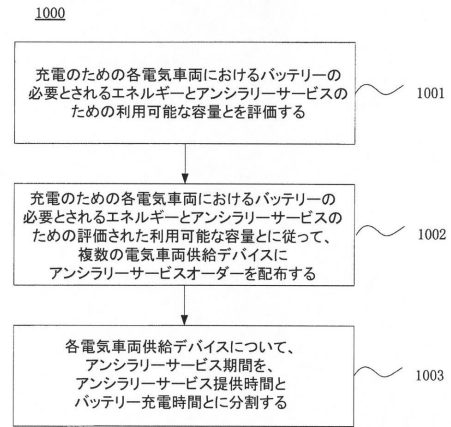 1000
充電のための各電気車両におけるバッテリーの
必要とされるエネルギーとアンシラリーサービスの
ための利用可能な容量とを評価する
1001
充電のための各電気車両におけるバッテリーの
必要とされるエネルギーとアンシラリーサービスの
ための評価された利用可能な容量とに従って、
複数の電気車両供給デバイスに
アンシラリーサービスオーダーを配布する
1002
各電気車両供給デバイスについて、
アンシラリーサービス期間を、
アンシラリーサービス提供時間と
バッテリー充電時間とに分割する
1003